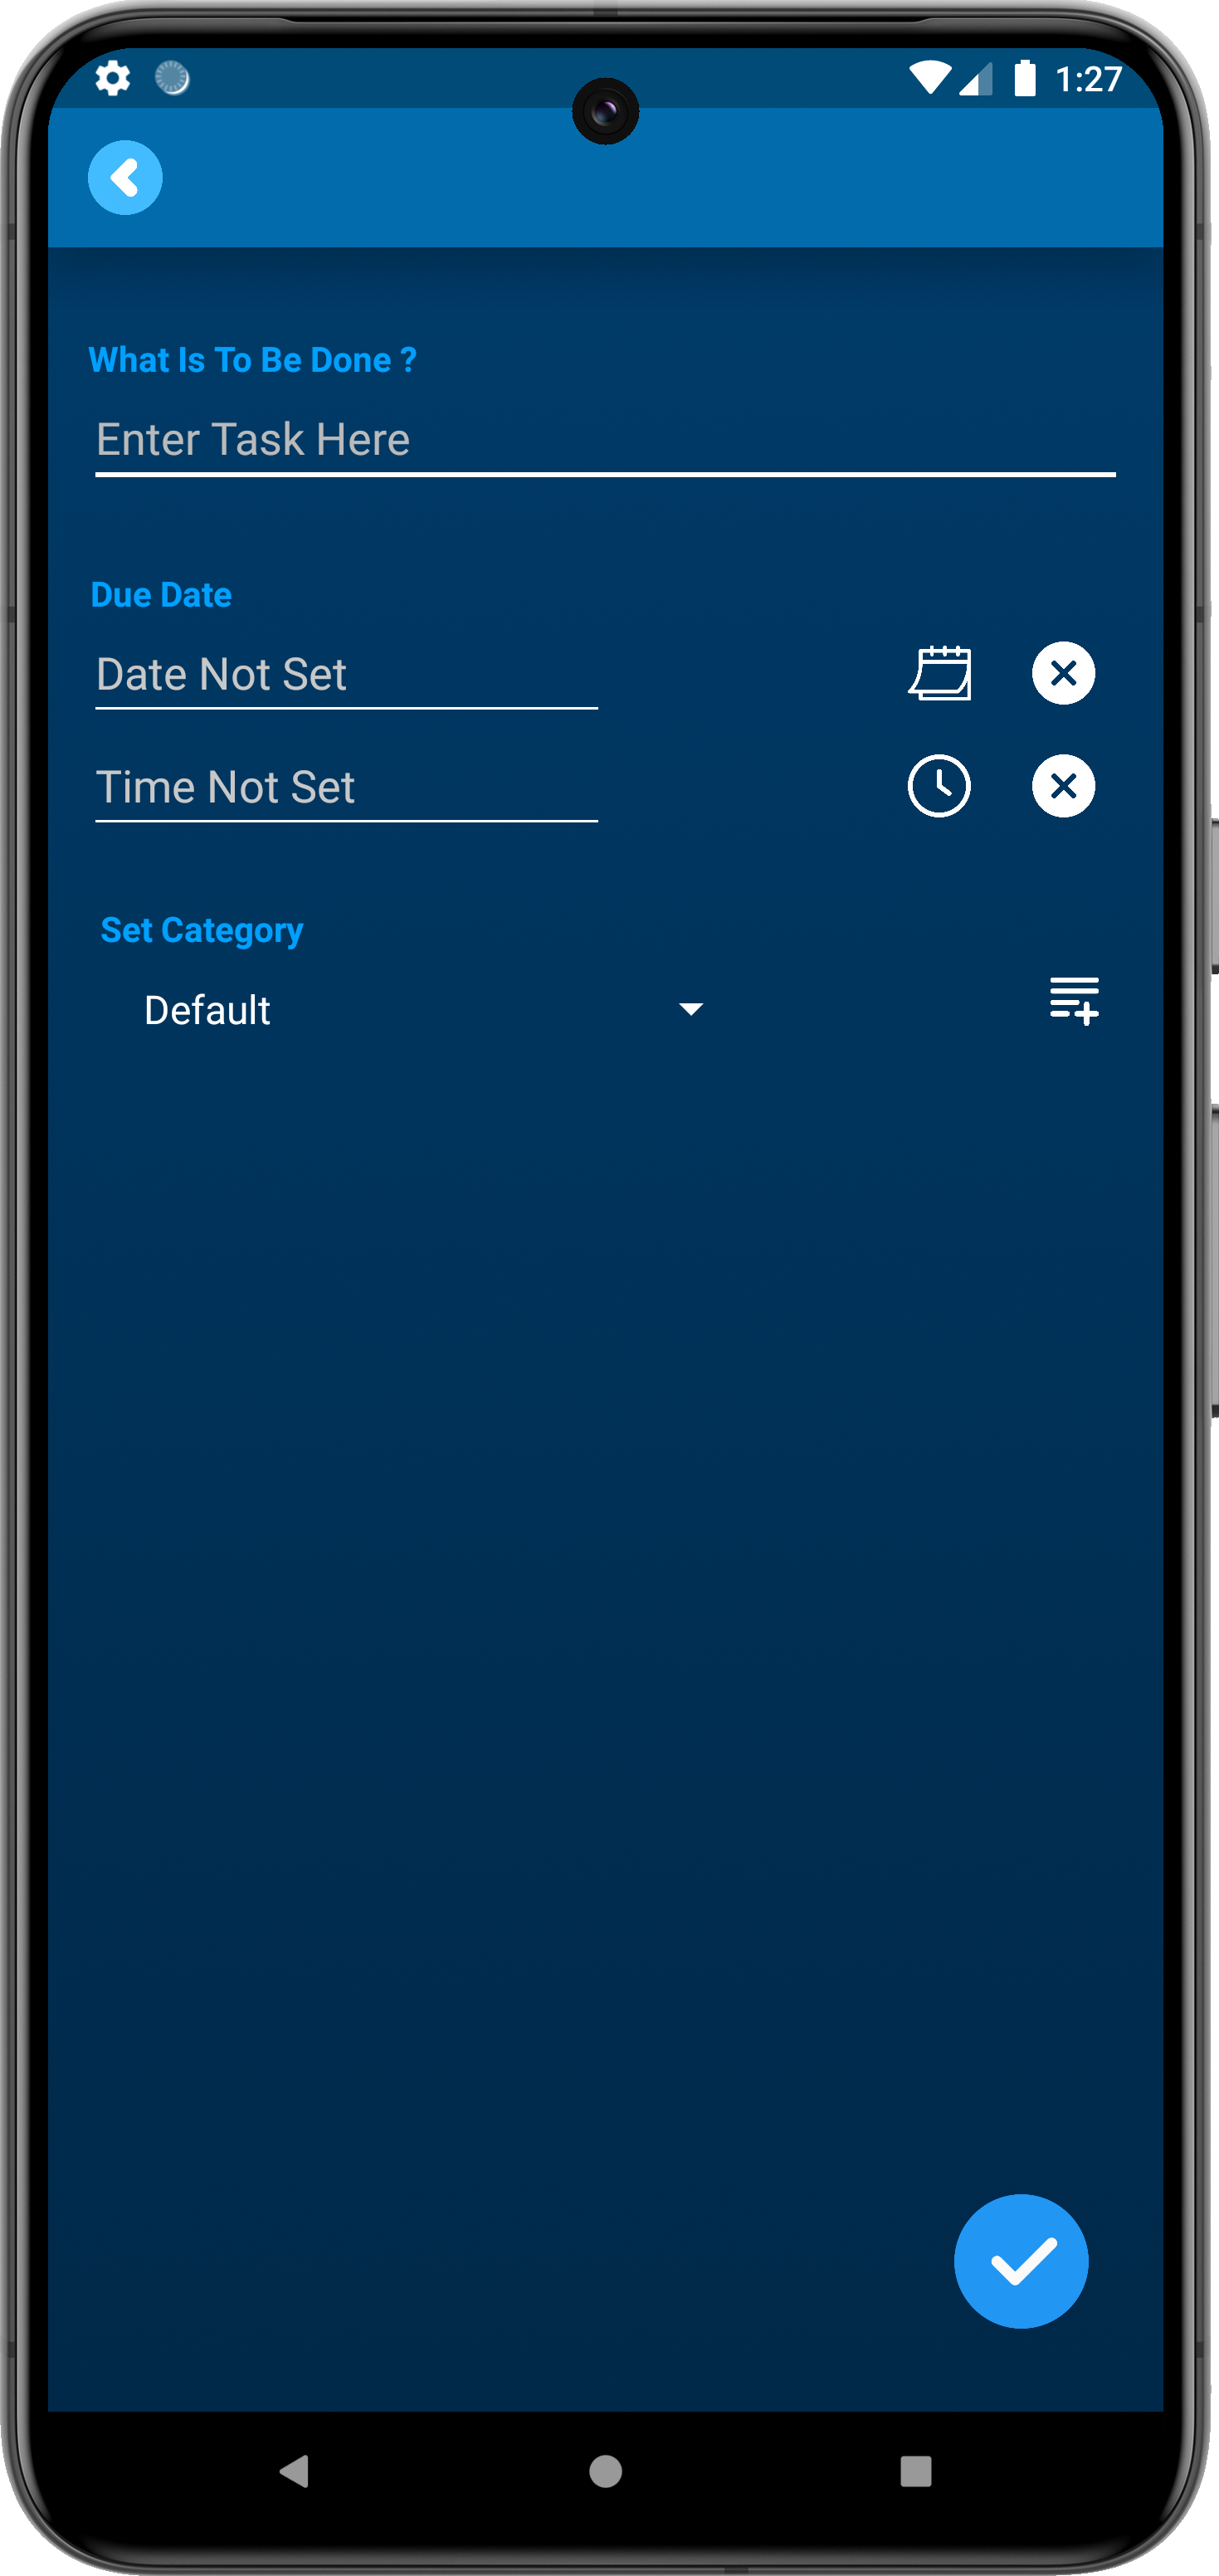 1:27
What Is To Be Done ?
Enter Task Here
Due Date
Date Not Set
Time Not Set
Set Category
Default